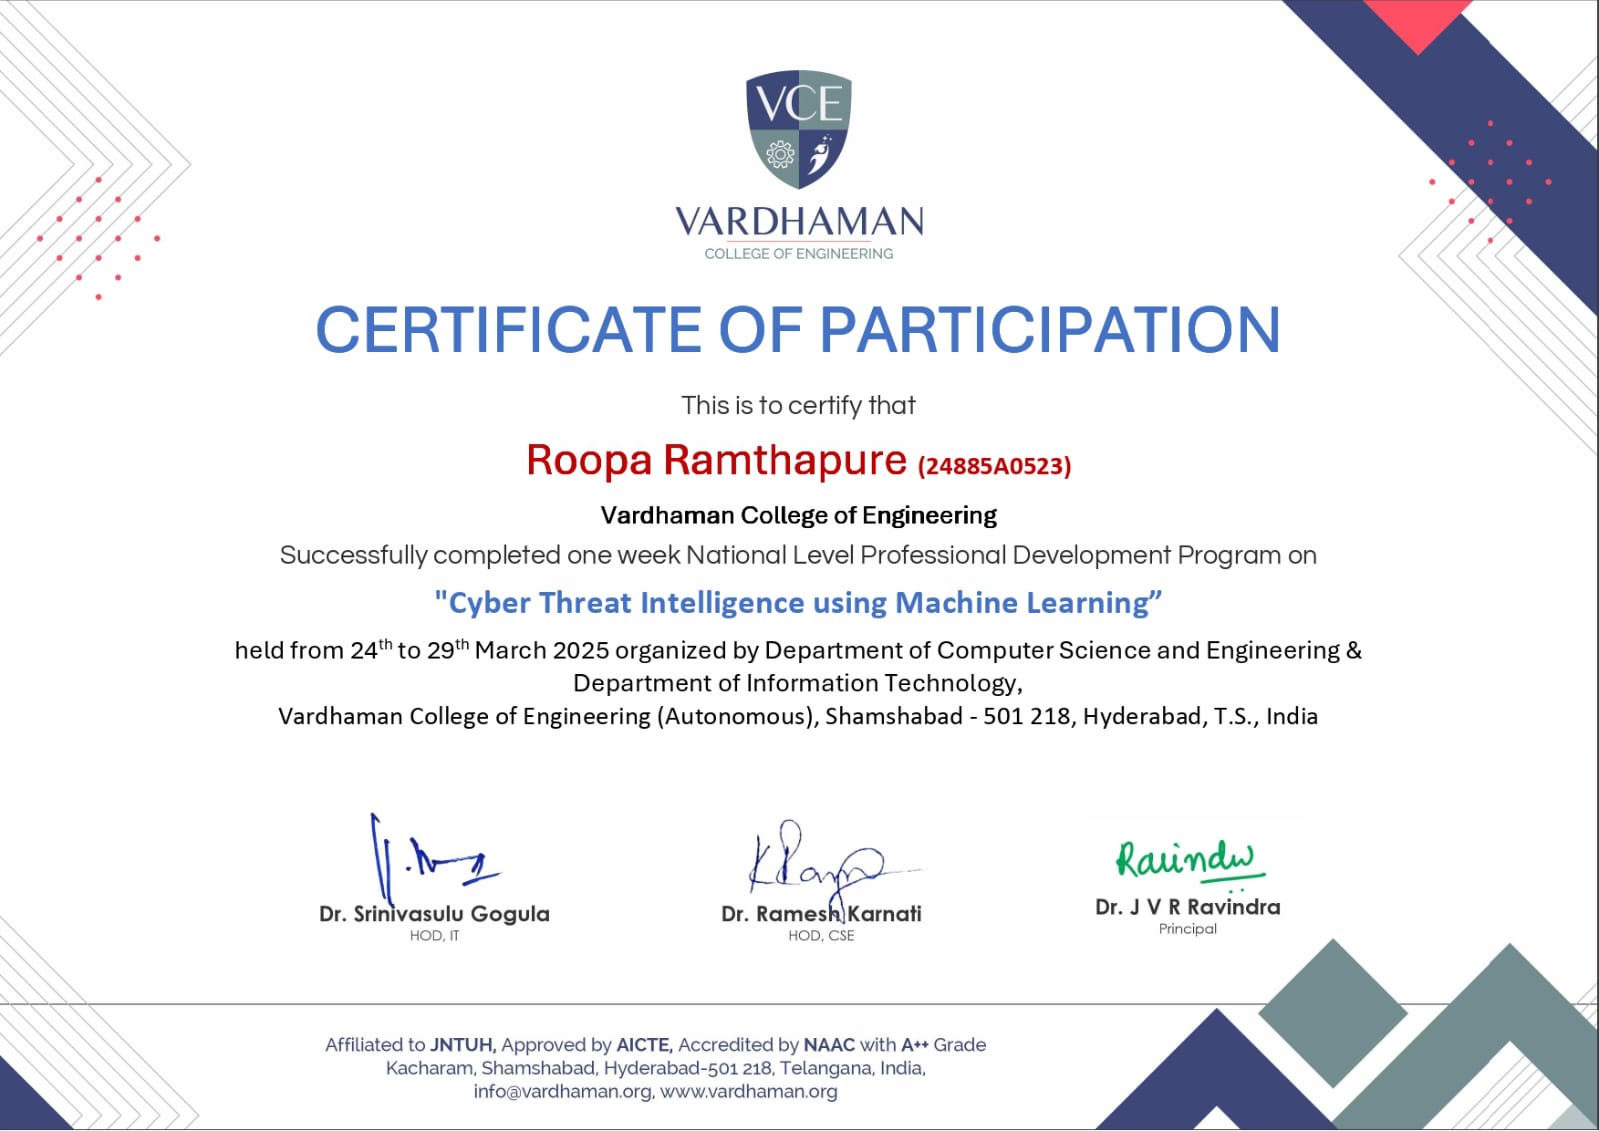 VCE
VARDHAMAN
COLLEGE OF ENGINEERING
CERTIFICATE OF PARTICIPATION
This is to certify that
Roopa Ramthapure (24885A0523)
Vardhaman College of Engineering
Successfully completed one week National Level Professional Development Program on
"Cyber Threat Intelligence using Machine Learning”
held from 24th to 29th March 2025 organized by Department of Computer Science and Engineering &
Department of Information Technology,
Vardhaman College of Engineering (Autonomous), Shamshabad - 501 218, Hyderabad, T.S., India
Ravindra
Dr. Srinivasulu Gogula
HOD, IT
Dr. Ramesh Karnati
HOD, CSE
Dr. J V R Ravindra
Principal
Affiliated to JNTUH, Approved by AICTE, Accredited by NAAC with A++ Grade
Kacharam, Shamshabad, Hyderabad-501 218, Telangana, India,
info@vardhaman.org, www.vardhaman.org